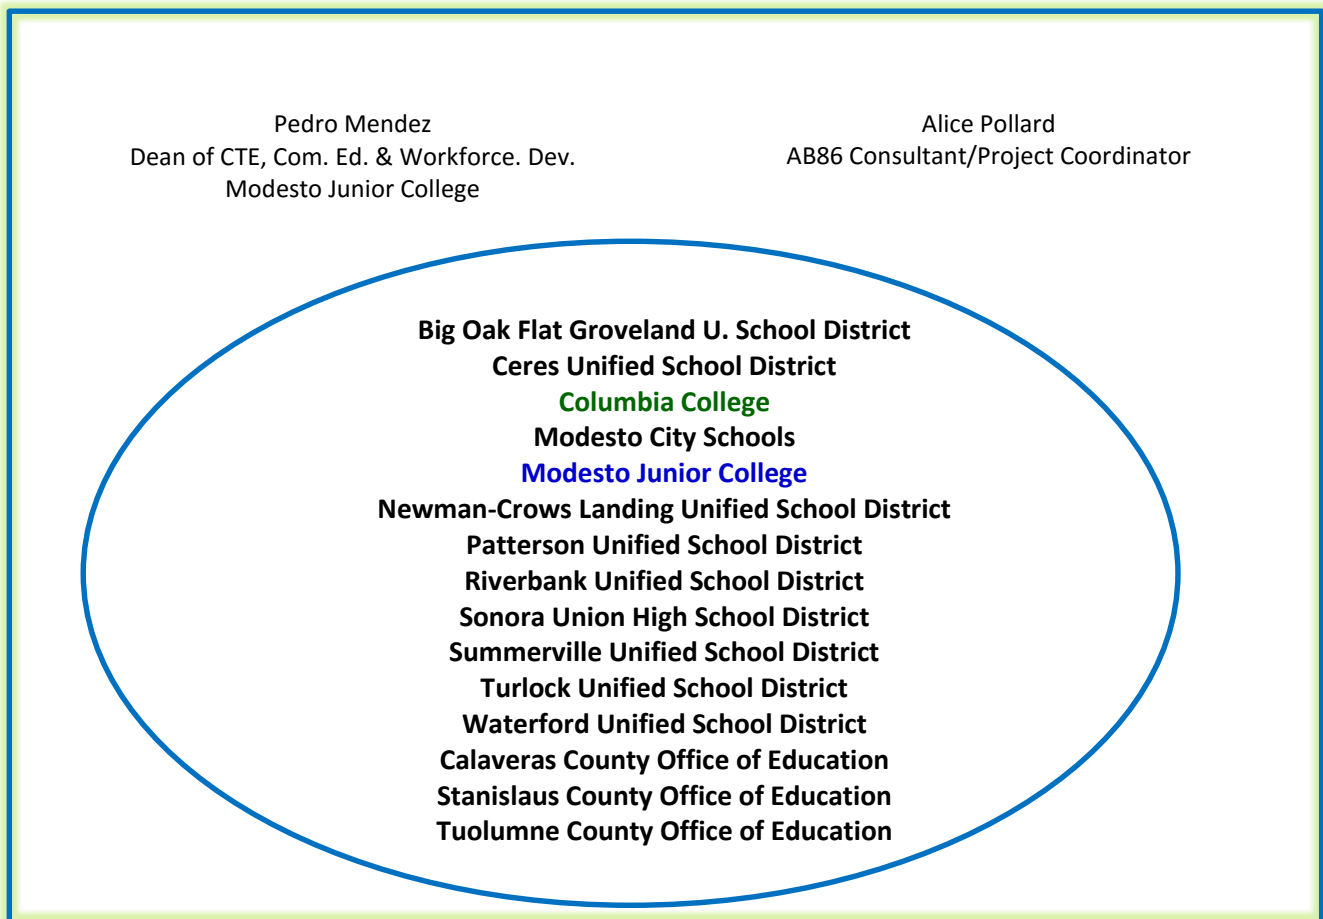 Pedro Mendez
Dean of CTE, Com. Ed. & Workforce. Dev.
Modesto Junior College
Alice Pollard
AB86 Consultant/Project Coordinator
Big Oak Flat Groveland U. School District
Ceres Unified School District
Columbia College
Modesto City Schools
Modesto Junior College
Newman-Crows Landing Unified School District
Patterson Unified School District
Riverbank Unified School District
Sonora Union High School District
Summerville Unified School District
Turlock Unified School District
Waterford Unified School District
Calaveras County Office of Education
Stanislaus County Office of Education
Tuolumne County Office of Education